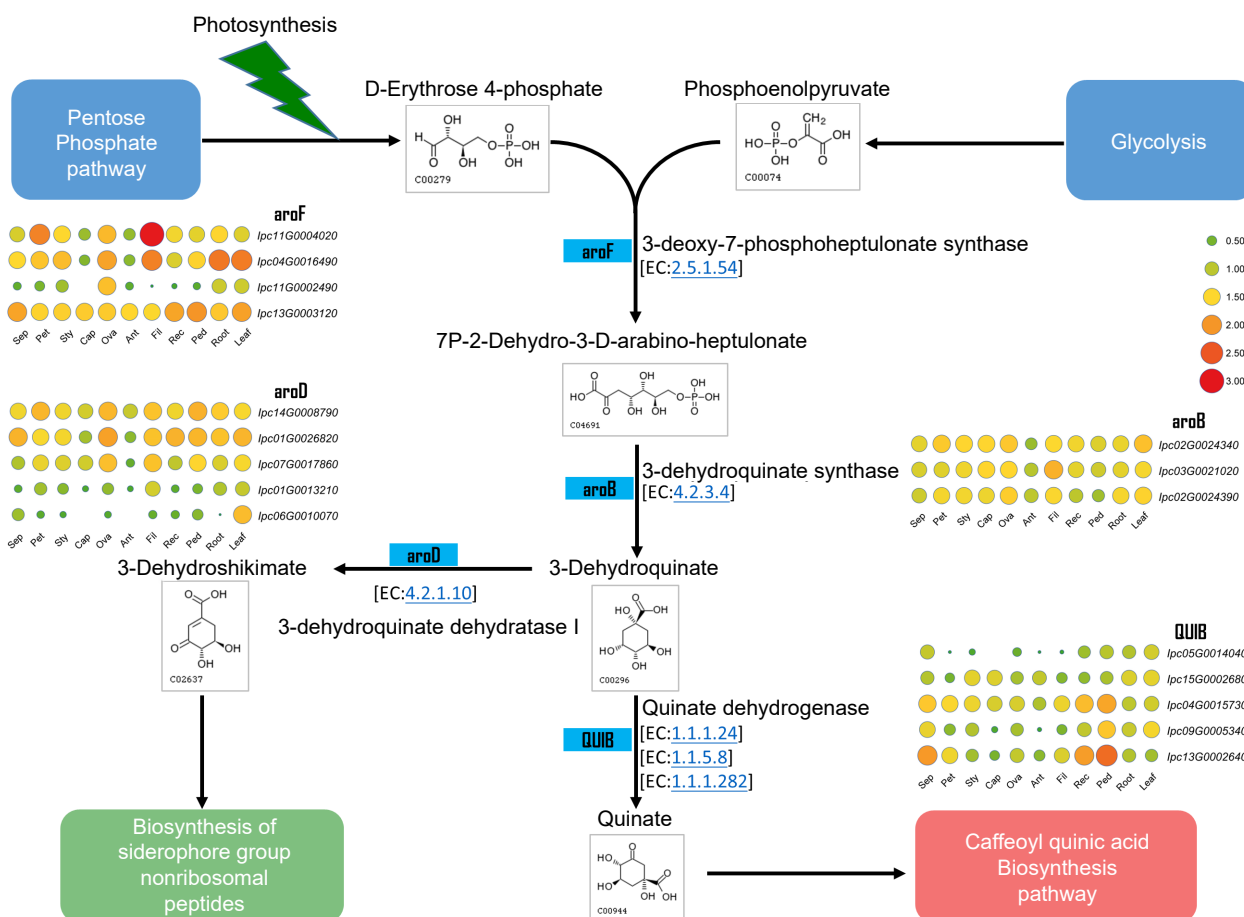 Photosynthesis
D-Erythrose 4-phosphate
Phosphoenolpyruvate
Pentose
Phosphate
pathway
C00279
C00074
Glycolysis
aroF
Ipc11G0004020
Ipc04G0016490
Ipc11G0002490
Ipc13G0003120
Sep Pet Sty Cap Ova Ant Fil Rec Ped Root Leaf
aroF
3-deoxy-7-phosphoheptulonate synthase
[EC:2.5.1.54]
0.50
1.00
1.50
2.00
2.50
3.00
7P-2-Dehydro-3-D-arabino-heptulonate
C04691
aroD
Ipc14G0008790
Ipc01G0026820
Ipc07G0017860
Ipc01G0013210
Ipc06G0010070
Sep Pet Sty Cap Ova Ant Fil Rec Ped Root Leaf
aroB
3-dehydroquinate synthase
[EC:4.2.3.4]
aroB
Ipc02G0024340
Ipc03G0021020
Ipc02G0024390
Sep Pet Sty Cap Ova Ant Fil Rec Ped Root Leaf
3-Dehydroshikimate
aroD
3-Dehydroquinate
[EC:4.2.1.10]
3-dehydroquinate dehydratase I
C02637
C00296
QUIB
Ipc05G0014040
Ipc15G0002680
Ipc04G0015730
Ipc09G0005340
Ipc13G0002640
Sep Pet Sty Cap Ova Ant Fil Rec Ped Root Leaf
QUIB
Quinate dehydrogenase
[EC:1.1.1.24]
[EC:1.1.5.8]
[EC:1.1.1.282]
Biosynthesis of
siderophore group
nonribosomal
peptides
Quinate
C00944
Caffeoyl quinic acid
Biosynthesis
pathway